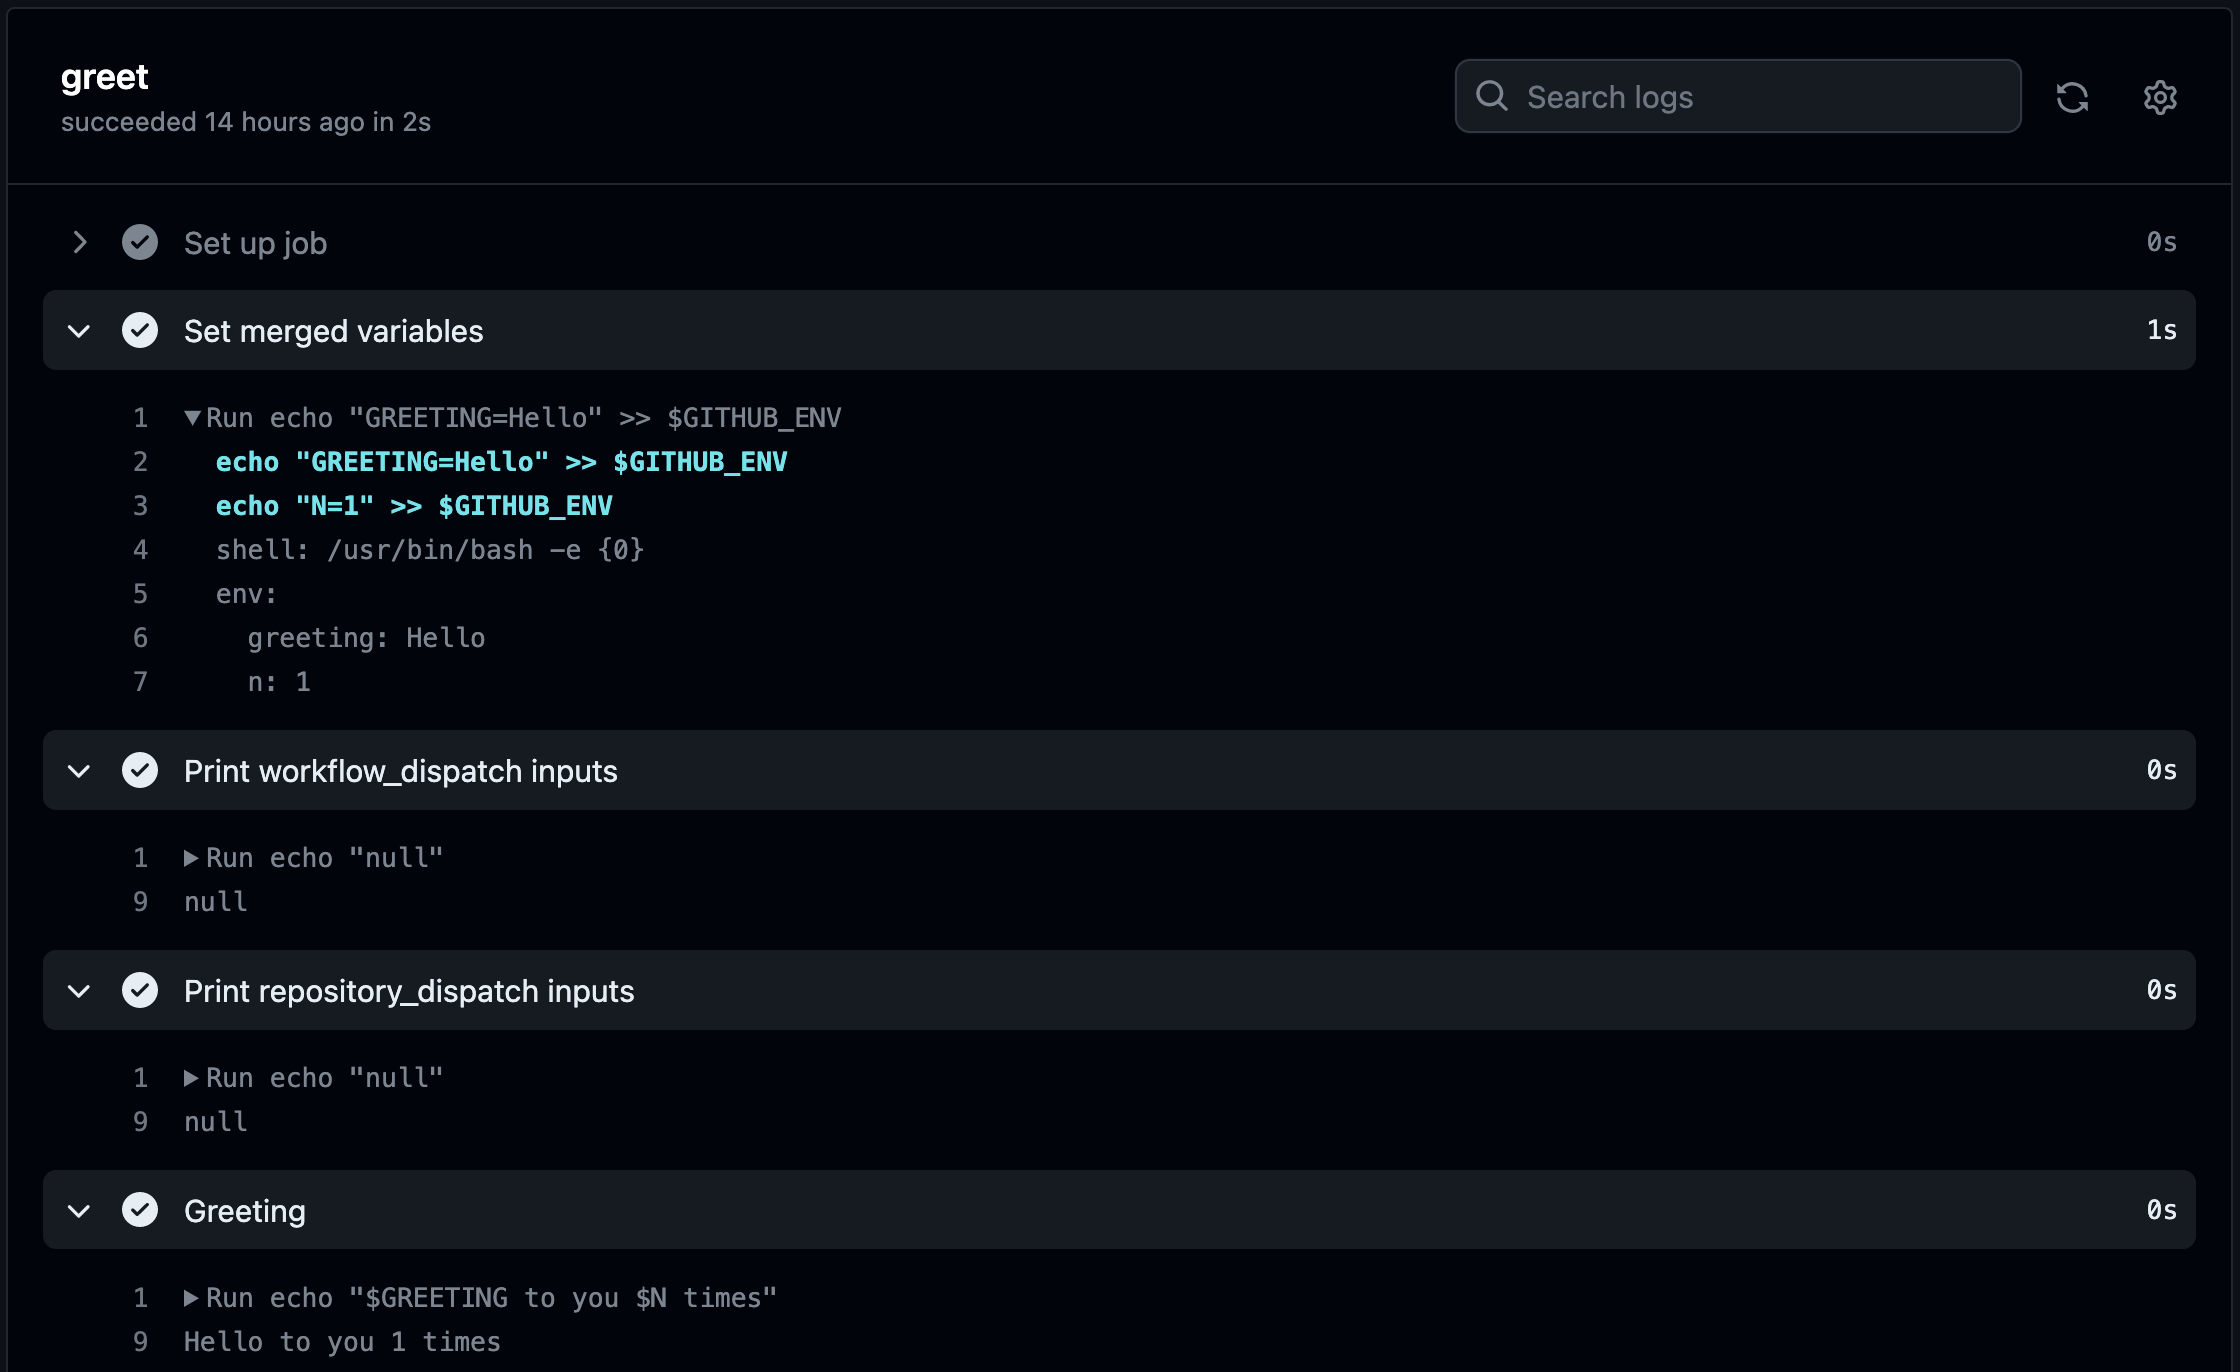 greet
succeeded 14 hours ago in 2s
Search logs
Set up job 0s
Set merged variables 1s
1 ▼Run echo "GREETING=Hello" >> $GITHUB_ENV
2 echo "GREETING=Hello" >> $GITHUB_ENV
3 echo "N=1" >> $GITHUB_ENV
4 shell: /usr/bin/bash -e {0}
5 env:
6 greeting: Hello
7 n: 1
Print workflow_dispatch inputs 0s
1 ▶Run echo "null"
9 null
Print repository_dispatch inputs 0s
1 ▶Run echo "null"
9 null
Greeting 0s
1 ▶Run echo "$GREETING to you $N times"
9 Hello to you 1 times